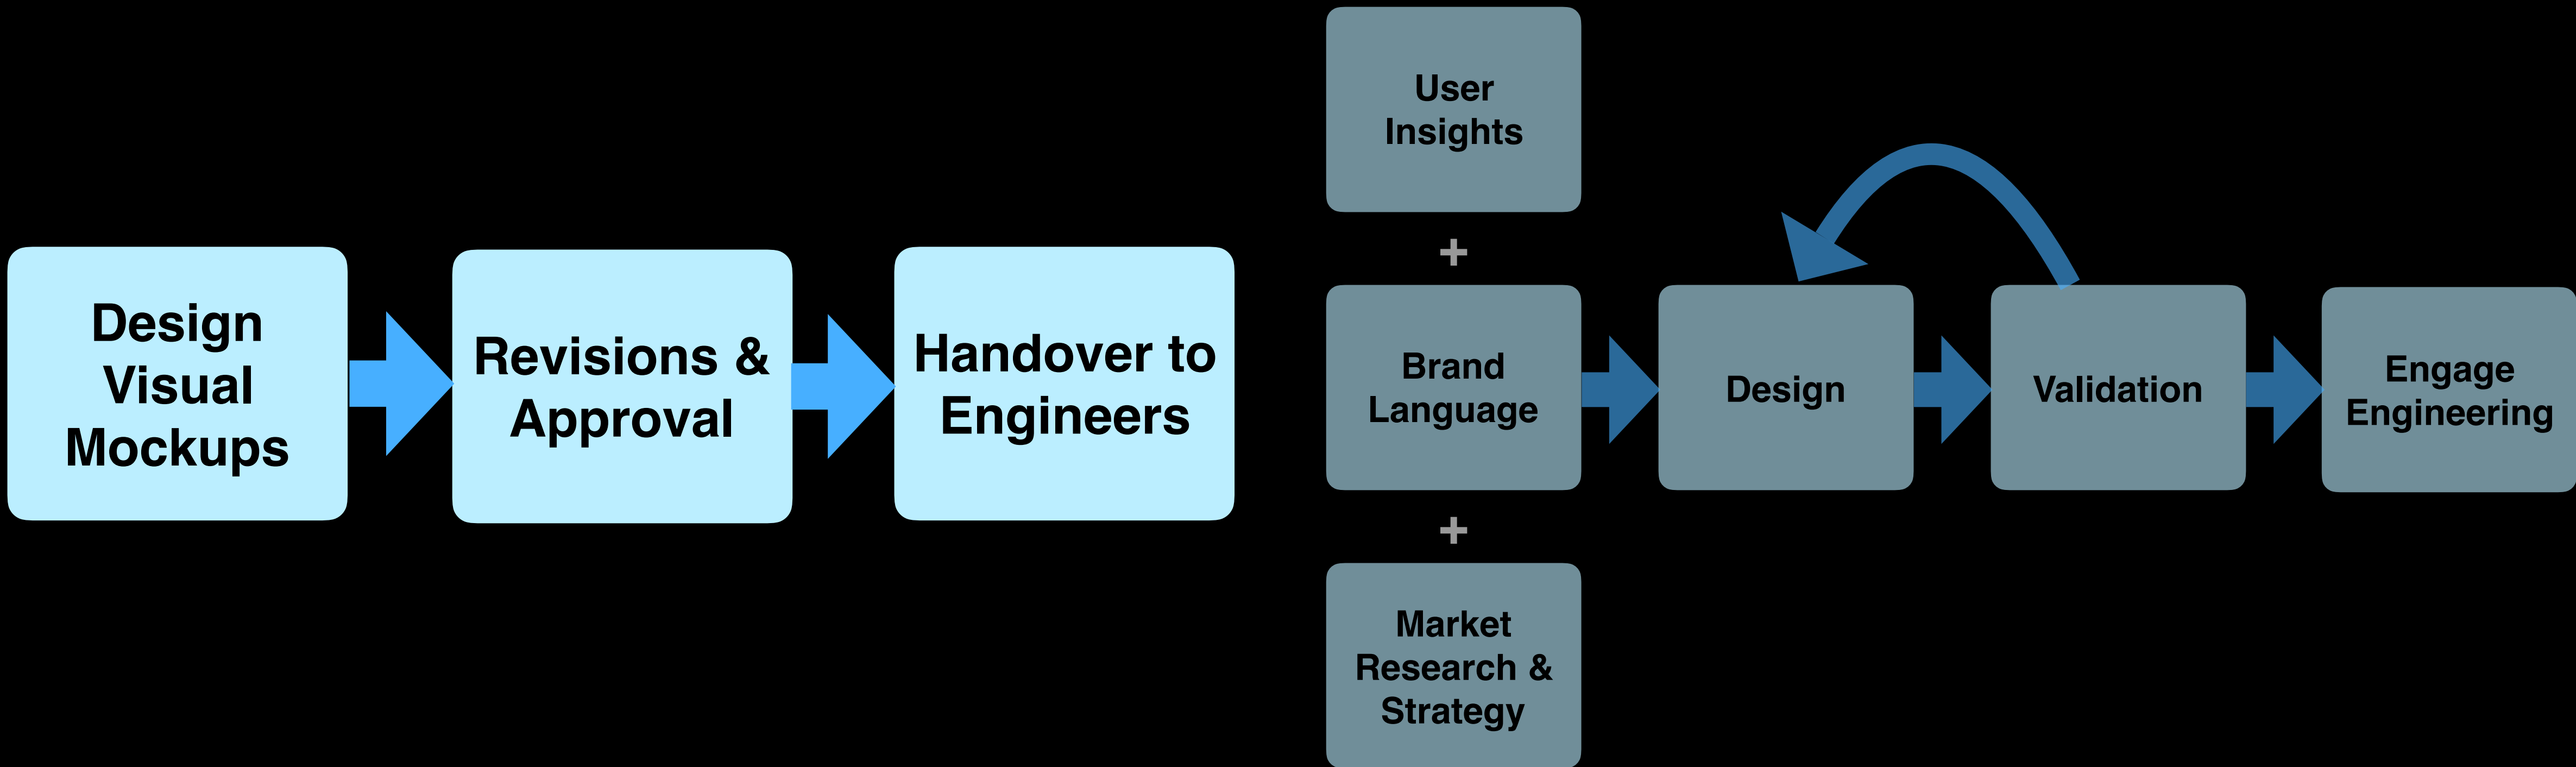 Design
Visual
Mockups
Revisions &
Approval
Handover to
Engineers
User
Insights
+
Brand
Language
+
Market
Research &
Strategy
Design
Validation
Engage
Engineering